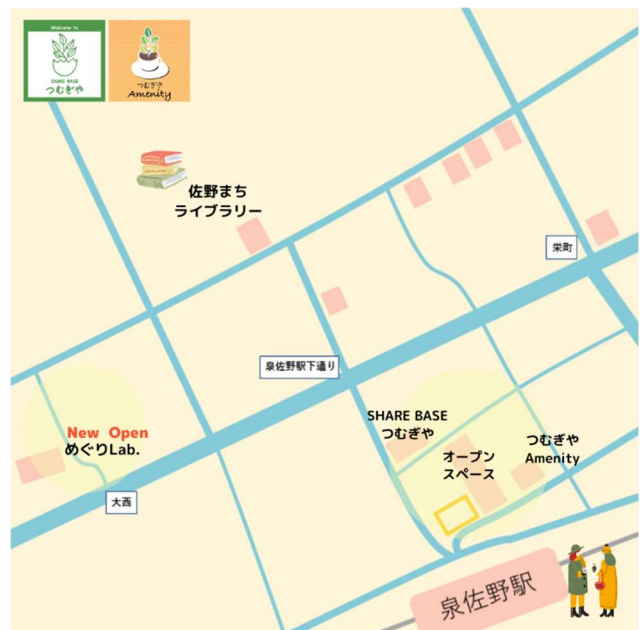 Welcome to
SHARE BASE
つむぎや
つむぎや
Amenity
佐野まち
ライブラリー
栄町
泉佐野駅下通り
SHARE BASE
つむぎや
New Open
めぐりLab.
オープン
スペース
つむぎや
Amenity
大西
泉佐野駅